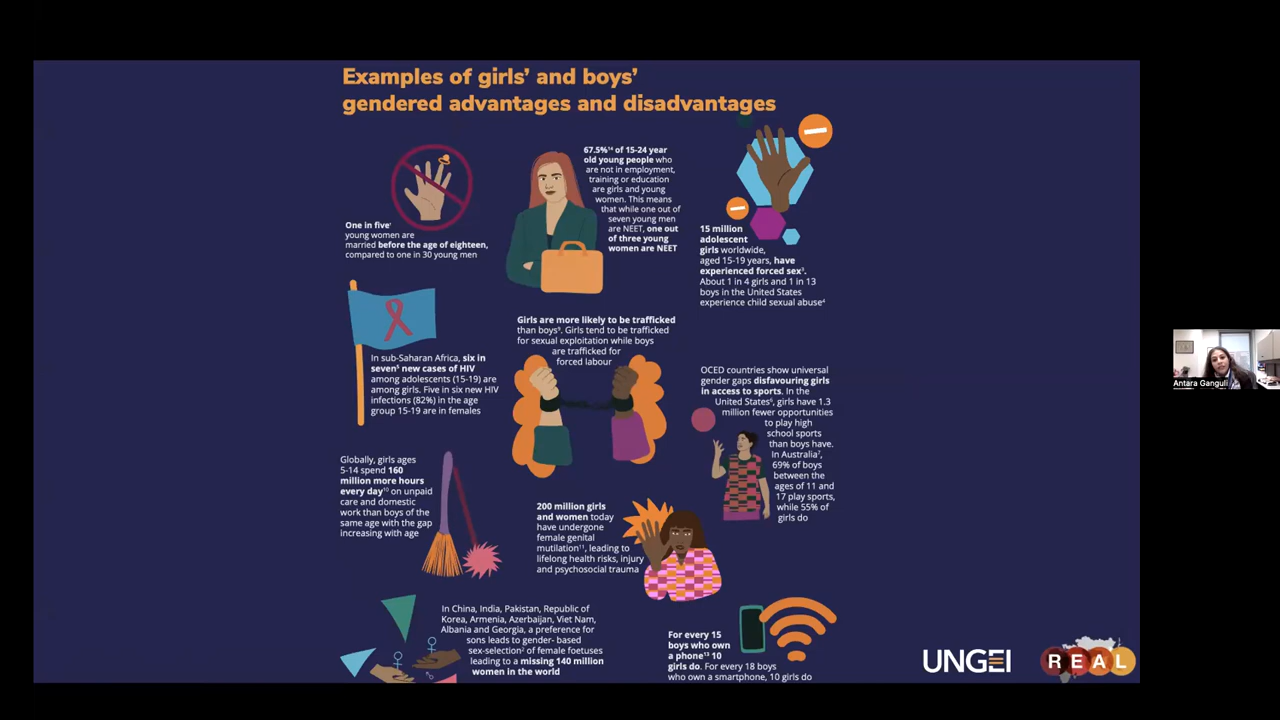 Examples of girls' and boys'
gendered advantages and disadvantages
One in five¹
young women are
married before the age of eighteen,
compared to one in 30 young men
67.5%¹⁴ of 15-24 year
old young people who
are not in employment,
training or education
are girls and young
women. This means
that while one out of
seven young men
are NEET, one out
of three young
women are NEET
15 million
adolescent
girls worldwide,
aged 15-19 years, have
experienced forced sex³.
About 1 in 4 girls and 1 in 13
boys in the United States
experience child sexual abuse⁴
In sub-Saharan Africa, six in
seven⁵ new cases of HIV
among adolescents (15-19) are
among girls. Five in six new HIV
infections (82%) in the age
group 15-19 are in females
Girls are more likely to be trafficked
than boys⁹. Girls tend to be trafficked
for sexual exploitation while boys
are trafficked for
forced labour
OCED countries show universal
gender gaps disfavouring girls
in access to sports. In the
United States⁶, girls have 1.3
million fewer opportunities
to play high
school sports
than boys have.
In Australia⁷,
69% of boys
between the
ages of 11 and
17 play sports,
while 55% of
girls do
Globally, girls ages
5-14 spend 160
million more hours
every day¹⁰ on unpaid
care and domestic
work than boys of the
same age with the gap
increasing with age
200 million girls
and women today
have undergone
female genital
mutilation¹¹, leading to
lifelong health risks, injury
and psychosocial trauma
In China, India, Pakistan, Republic of
Korea, Armenia, Azerbaijan, Viet Nam,
Albania and Georgia, a preference for
sons leads to gender- based
sex-selection² of female foetuses
leading to a missing 140 million
women in the world
For every 15
boys who own
a phone¹³ 10
girls do. For every 18 boys
who own a smartphone, 10 girls do
UNGEI
REAL
Antara Ganguli